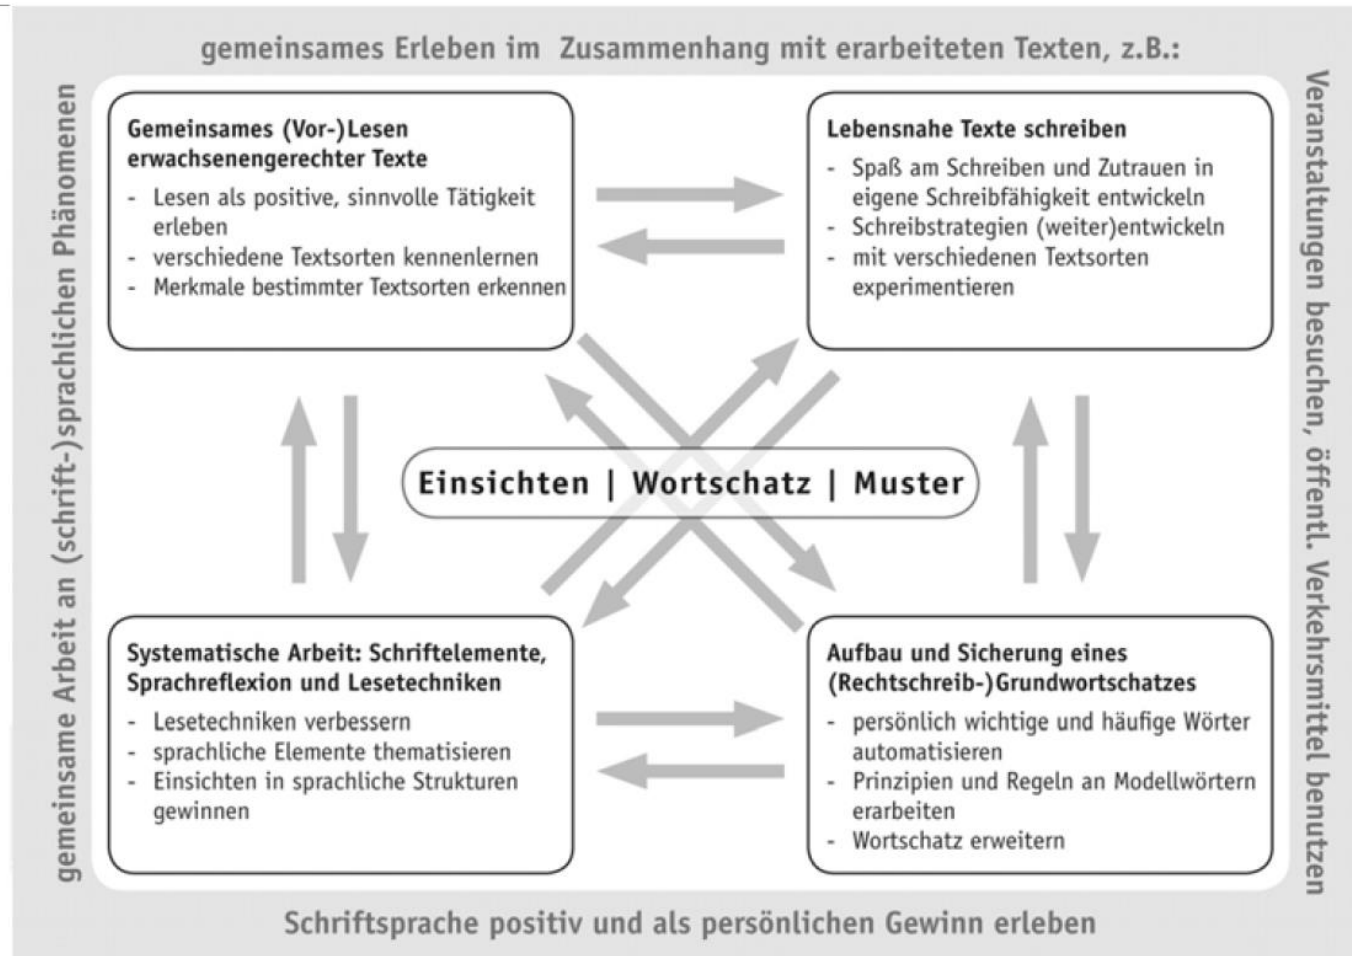 gemeinsames Erleben im Zusammenhang mit erarbeiteten Texten, z.B.:
gemeinsame Arbeit an (schrift-)sprachlichen Phänomenen
Gemeinsames (Vor-)Lesen
erwachsenengerechter Texte
- Lesen als positive, sinnvolle Tätigkeit
erleben
- verschiedene Textsorten kennenlernen
- Merkmale bestimmter Textsorten erkennen
Lebensnahe Texte schreiben
- Spaß am Schreiben und Zutrauen in
eigene Schreibfähigkeit entwickeln
- Schreibstrategien (weiter)entwickeln
- mit verschiedenen Textsorten
experimentieren
Veranstaltungen besuchen, öffentl. Verkehrsmittel benutzen
Einsichten | Wortschatz | Muster
Systematische Arbeit: Schriftelemente,
Sprachreflexion und Lesetechniken
- Lesetechniken verbessern
- sprachliche Elemente thematisieren
- Einsichten in sprachliche Strukturen
gewinnen
Aufbau und Sicherung eines
(Rechtschreib-)Grundwortschatzes
- persönlich wichtige und häufige Wörter
automatisieren
- Prinzipien und Regeln an Modellwörtern
erarbeiten
- Wortschatz erweitern
Schriftsprache positiv und als persönlichen Gewinn erleben